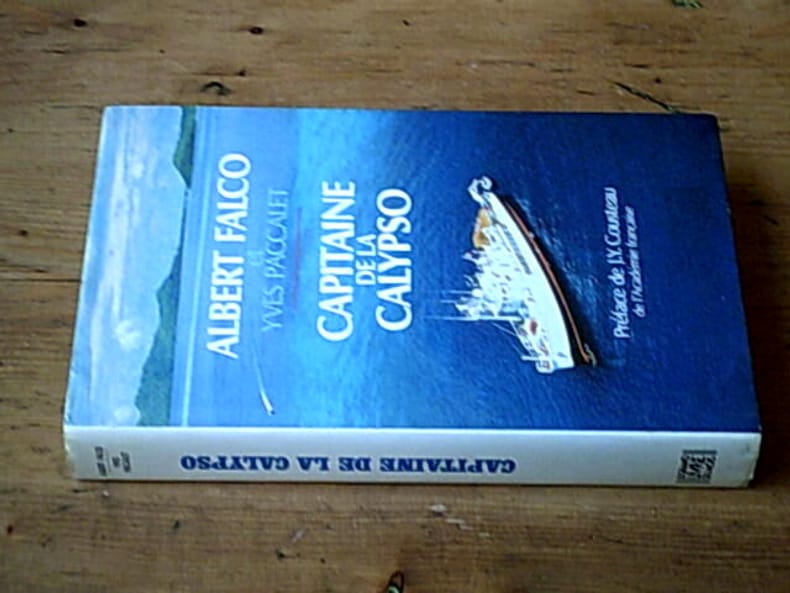 ALBERT FALCO
ET
YVES PACCALET
CAPITAINE
DE LA
CALYPSO
Préface de J.Y. Cousteau
de l'Académie française
CAPITAINE DE LA CALYPSO